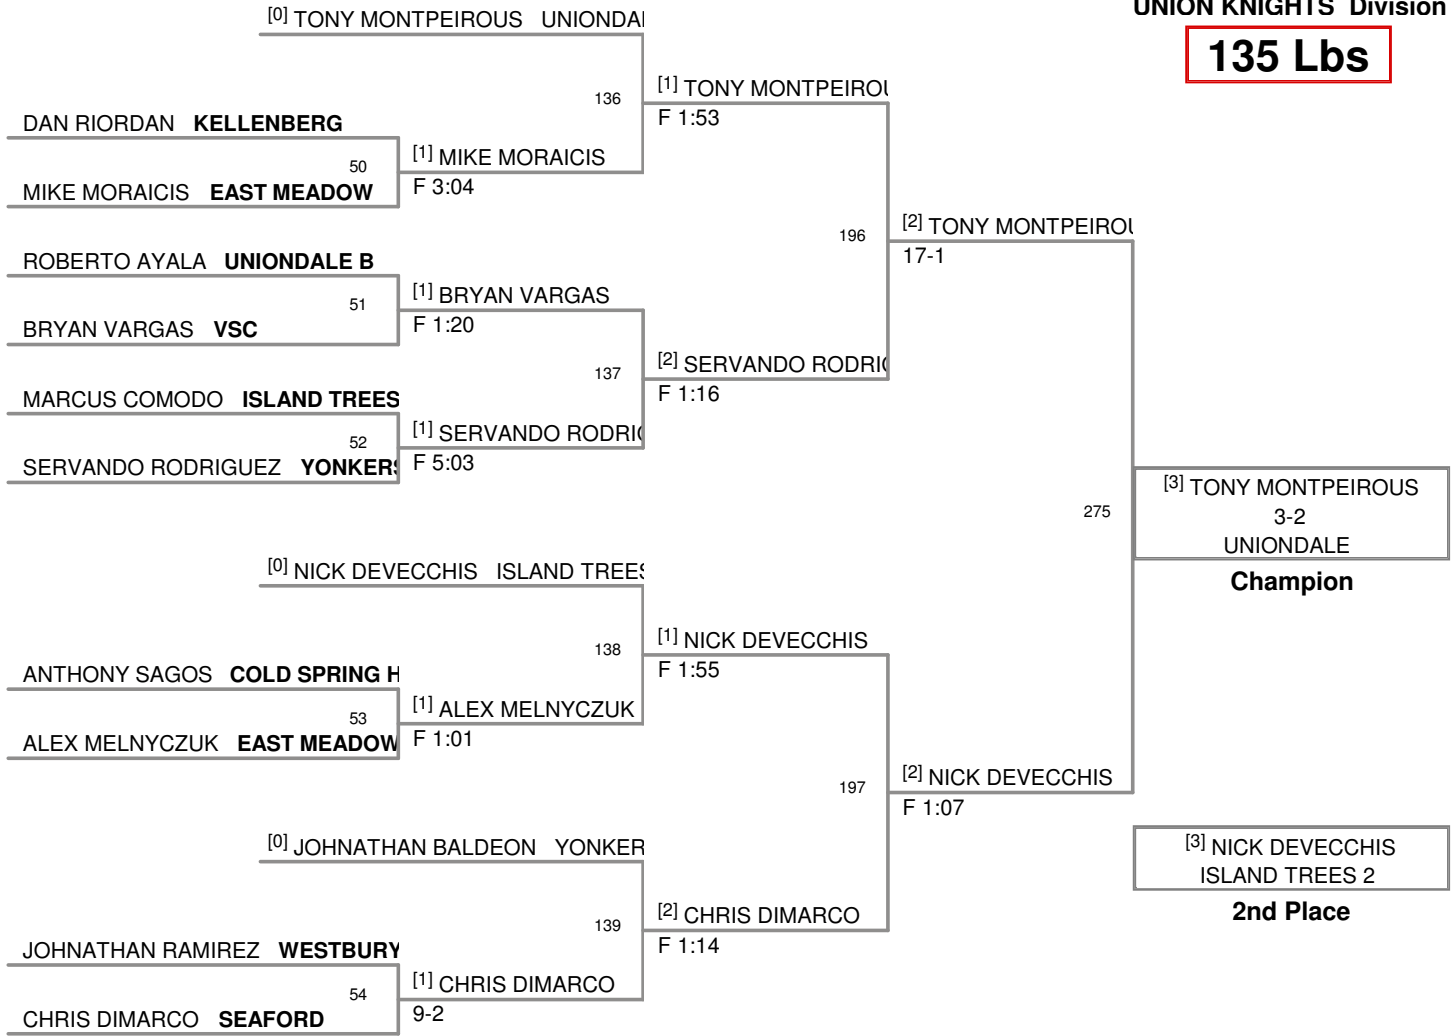 [0] TONY MONTPEIROUS UNIONDA
UNION KNIGHTS Division
135 Lbs
136
[1] TONY MONTPEIROU
F 1:53
DAN RIORDAN KELLENBERG
50
[1] MIKE MORAICIS
F 3:04
MIKE MORAICIS EAST MEADOW
196
[2] TONY MONTPEIROU
17-1
ROBERTO AYALA UNIONDALE B
51
[1] BRYAN VARGAS
F 1:20
BRYAN VARGAS VSC
137
[2] SERVANDO RODRIG
F 1:16
MARCUS COMODO ISLAND TREES
52
[1] SERVANDO RODRIG
F 5:03
SERVANDO RODRIGUEZ YONKERS
275
[3] TONY MONTPEIROUS
3-2
UNIONDALE
Champion
[0] NICK DEVECCHIS ISLAND TREES
138
[1] NICK DEVECCHIS
F 1:55
ANTHONY SAGOS COLD SPRING H
53
[1] ALEX MELNYCZUK
F 1:01
ALEX MELNYCZUK EAST MEADOW
197
[2] NICK DEVECCHIS
F 1:07
[0] JOHNATHAN BALDEON YONKER
[3] NICK DEVECCHIS
ISLAND TREES 2
2nd Place
139
[2] CHRIS DIMARCO
F 1:14
JOHNATHAN RAMIREZ WESTBURY
54
[1] CHRIS DIMARCO
9-2
CHRIS DIMARCO SEAFORD